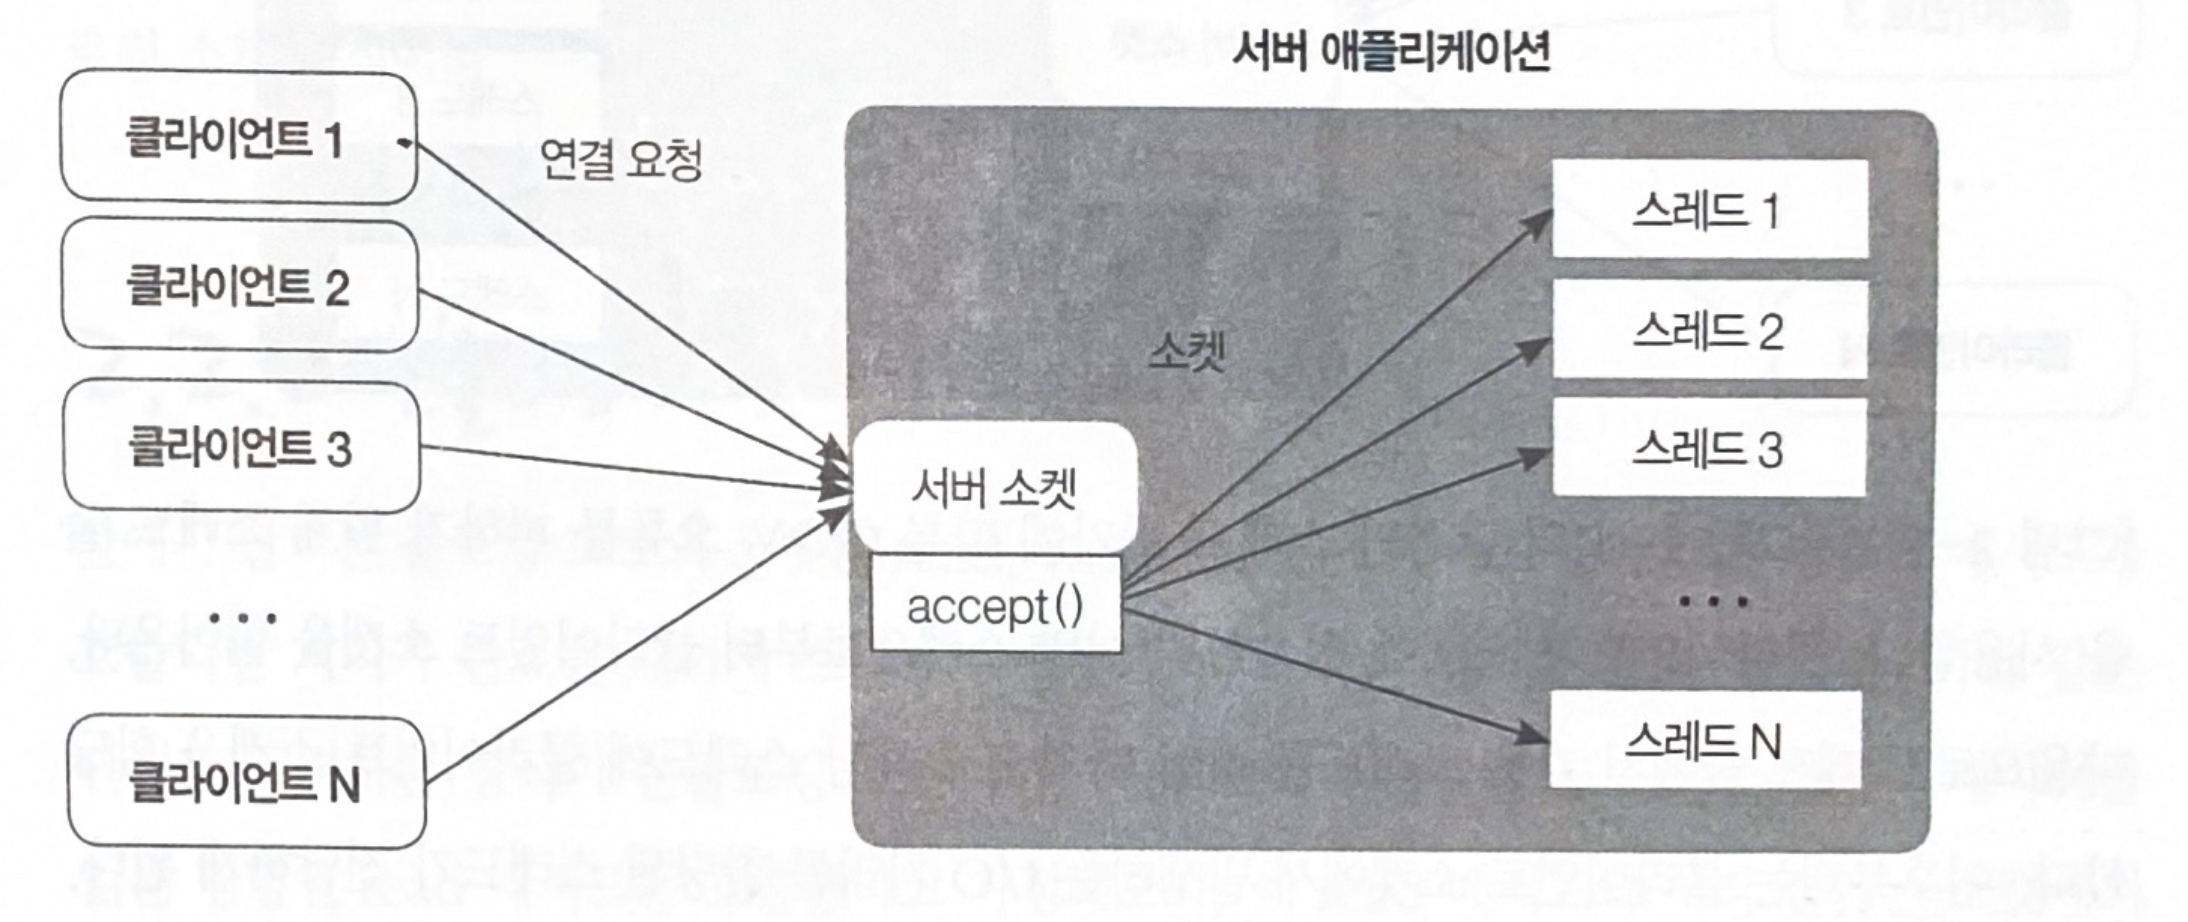 서버 애플리케이션
클라이언트 1
연결 요청
클라이언트 2
클라이언트 3
...
클라이언트 N
소켓
서버 소켓
accept()
스레드 1
스레드 2
스레드 3
...
스레드 N